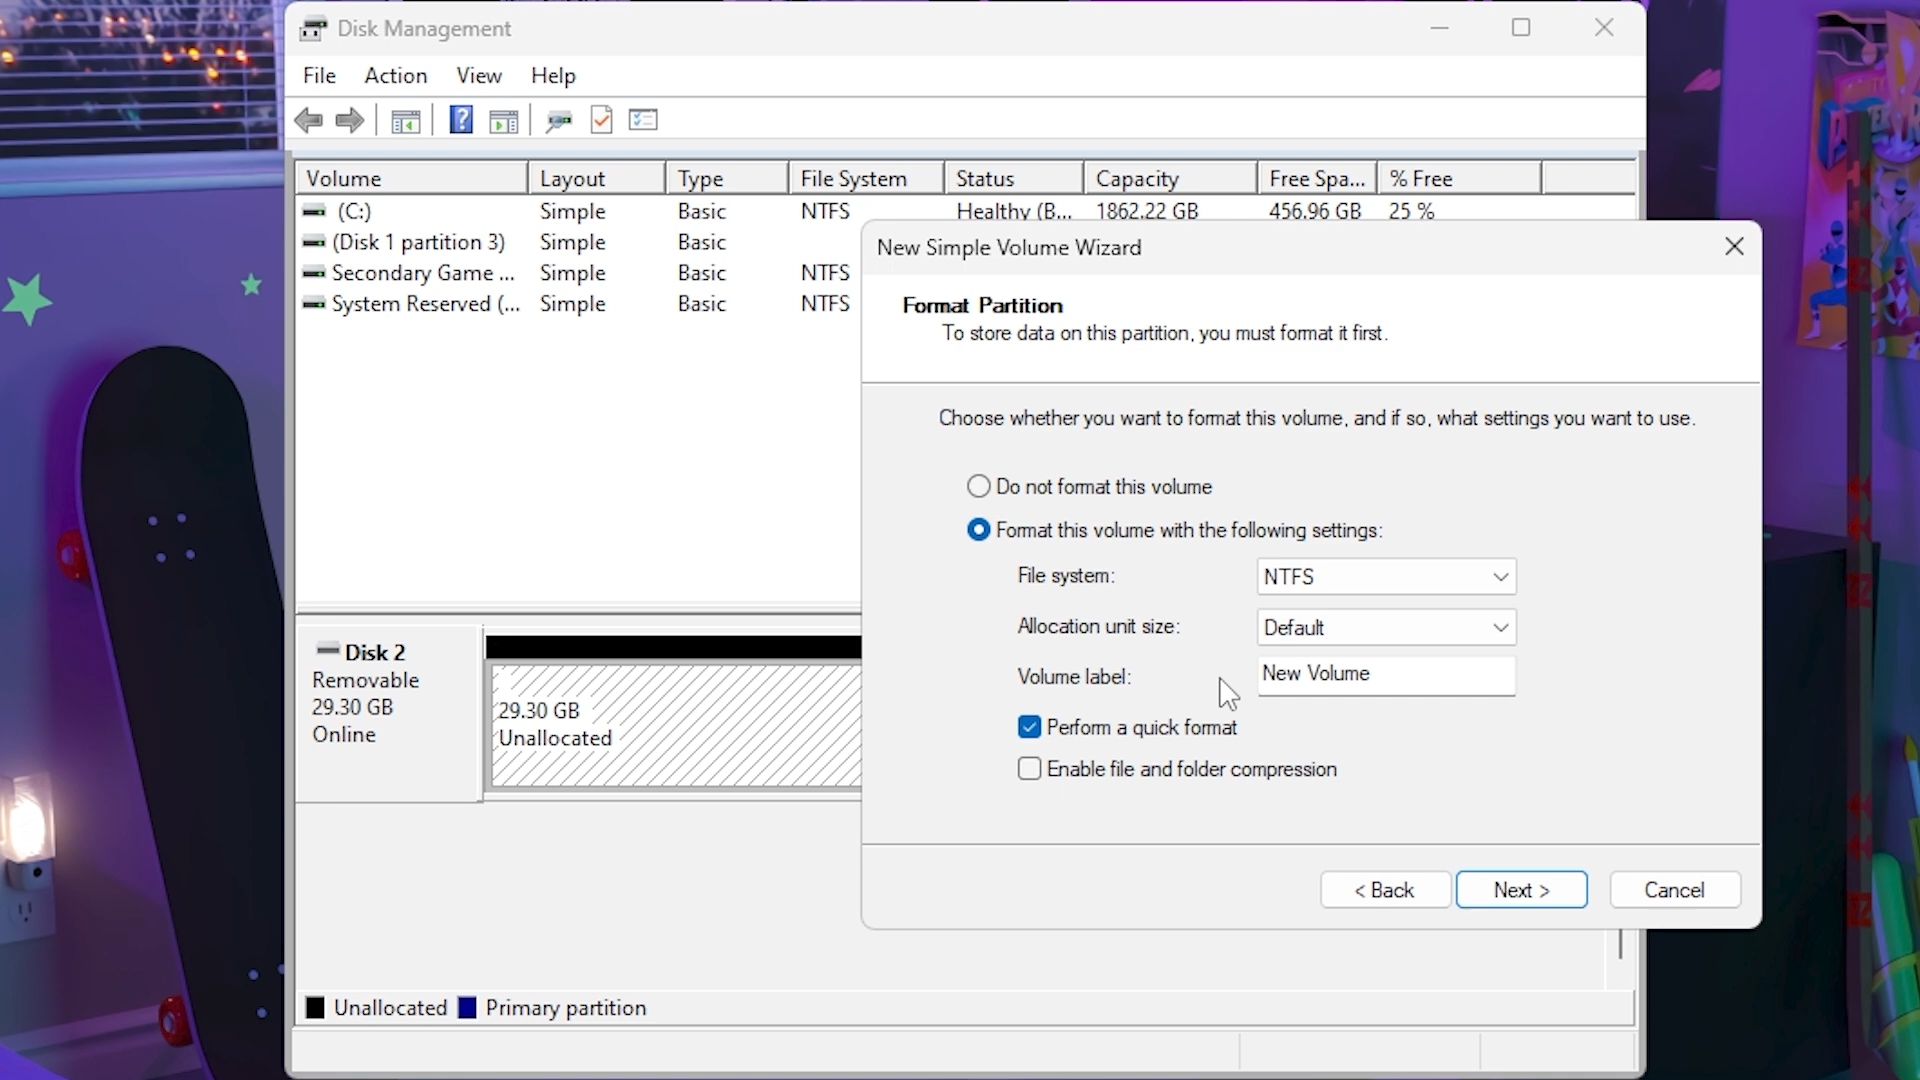 Disk Management
File Action View Help
Volume Layout Type File System Status Capacity Free Spa... % Free
(C:) Simple Basic NTFS Healthy (B... 1862.22 GB 456.96 GB 25 %
(Disk 1 partition 3) Simple Basic
Secondary Game ... Simple Basic NTFS
System Reserved (... Simple Basic NTFS
New Simple Volume Wizard
Format Partition
To store data on this partition, you must format it first.
Choose whether you want to format this volume, and if so, what settings you want to use.
Do not format this volume
Format this volume with the following settings:
File system: NTFS
Allocation unit size: Default
Volume label: New Volume
Perform a quick format
Enable file and folder compression
< Back Next > Cancel
Disk 2
Removable
29.30 GB
Online
29.30 GB
Unallocated
Unallocated Primary partition